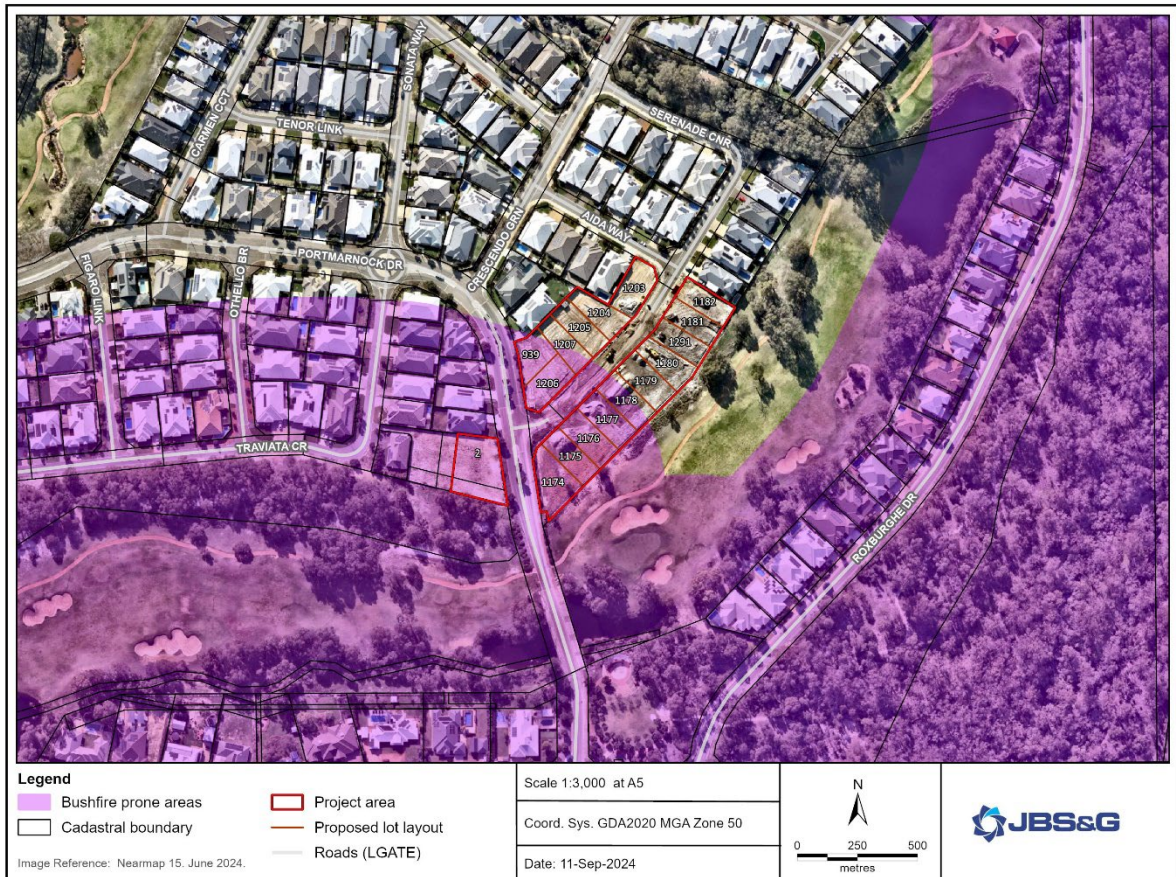 SONATA WAY
CARMEN CCT
TENOR LINK
SERENADE CNR
AIDA WAY
CRESCENDO GRN
PORTMARNOCK DR
FIGARO LINK
OTHELLO BR
1203
1204
1182
1205
1181
1207
1291
939
1180
1206
1179
1178
1177
1176
TRAVIATA CR
2
1175
1174
ROXBURGHE DR
Legend
Bushfire prone areas
Cadastral boundary
Project area
Proposed lot layout
Roads (LGATE)
Image Reference: Nearmap 15. June 2024.
Scale 1:3,000 at A5
Coord. Sys. GDA2020 MGA Zone 50
Date: 11-Sep-2024
N
0 250 500
metres
JBS&G